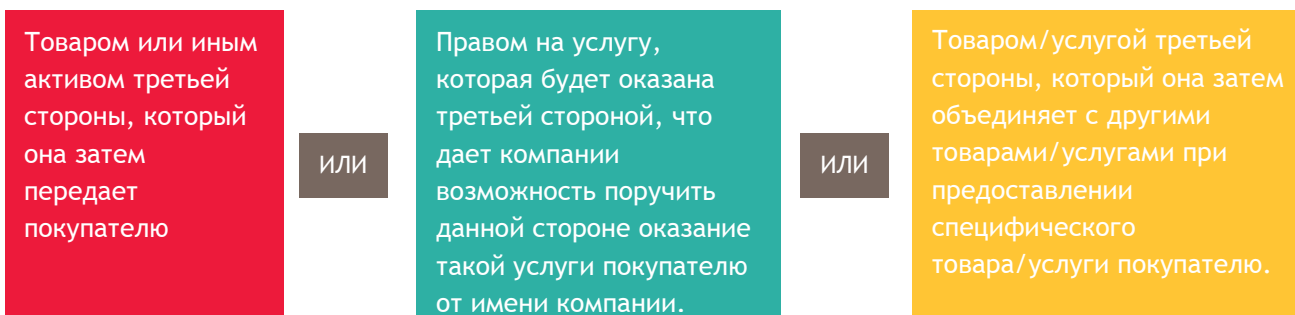 Товаром или иным
активом третьей
стороны, который
она затем
передает
покупателю
ИЛИ
Правом на услугу,
которая будет оказана
третьей стороной, что
дает компании
возможность поручить
данной стороне оказание
такой услуги покупателю
от имени компании.
ИЛИ
Товаром/услугой третьей
стороны, который она затем
объединяет с другими
товарами/услугами при
предоставлении
специфического
товара/услуги покупателю.